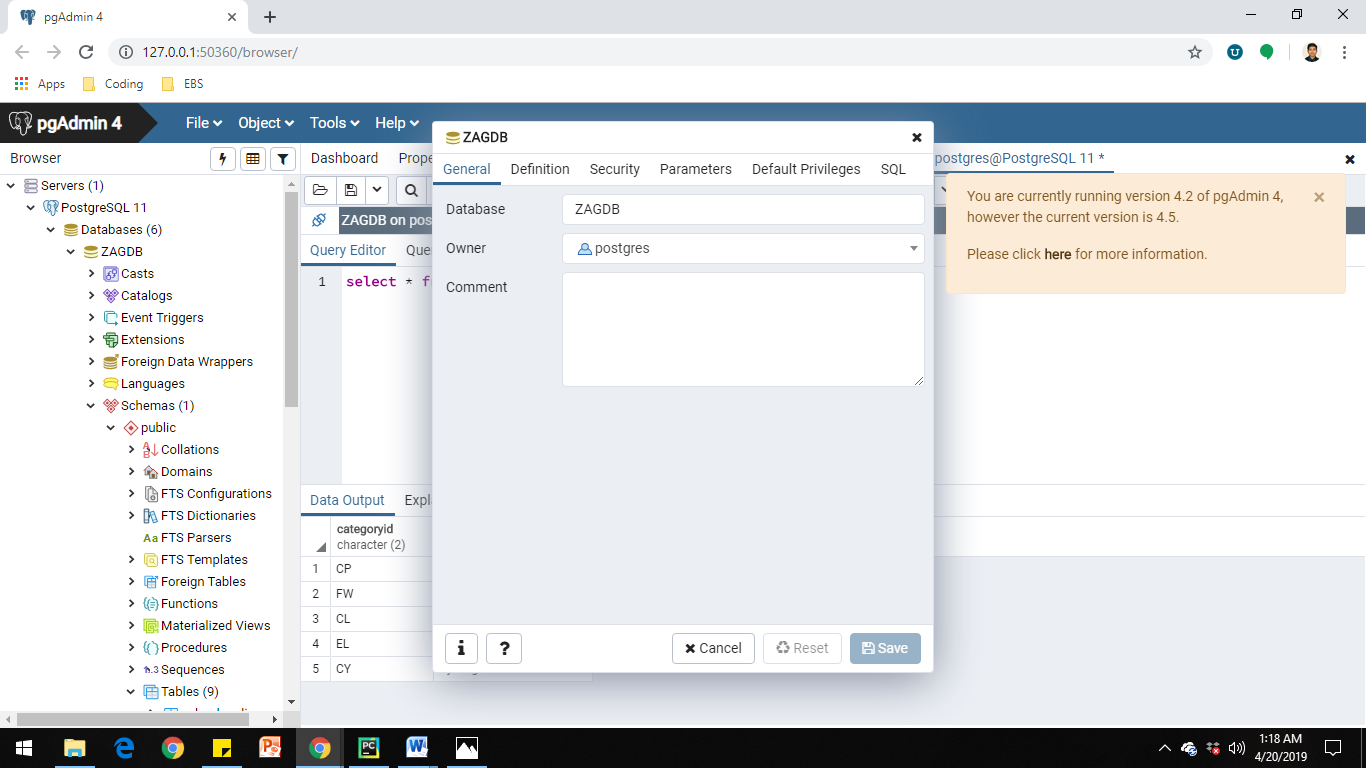 pgAdmin 4
127.0.0.1:50360/browser/
Apps Coding EBS
pgAdmin 4 File Object Tools Help
Browser
Servers (1)
PostgreSQL 11
Databases (6)
ZAGDB
Casts
Catalogs
Event Triggers
Extensions
Foreign Data Wrappers
Languages
Schemas (1)
public
Collations
Domains
FTS Configurations
FTS Dictionaries
FTS Parsers
FTS Templates
Foreign Tables
Functions
Materialized Views
Procedures
Sequences
Tables (9)
Dashboard postgres@PostgreSQL 11 *
ZAGDB on
Query Editor
1 select *
Data Output
categoryid
character (2)
1 CP
2 FW
3 CL
4 EL
5 CY
ZAGDB
General Definition Security Parameters Default Privileges SQL
Database ZAGDB
Owner postgres
Comment
i ? Cancel Reset Save
You are currently running version 4.2 of pgAdmin 4,
however the current version is 4.5.
Please click here for more information.
1:18 AM
4/20/2019